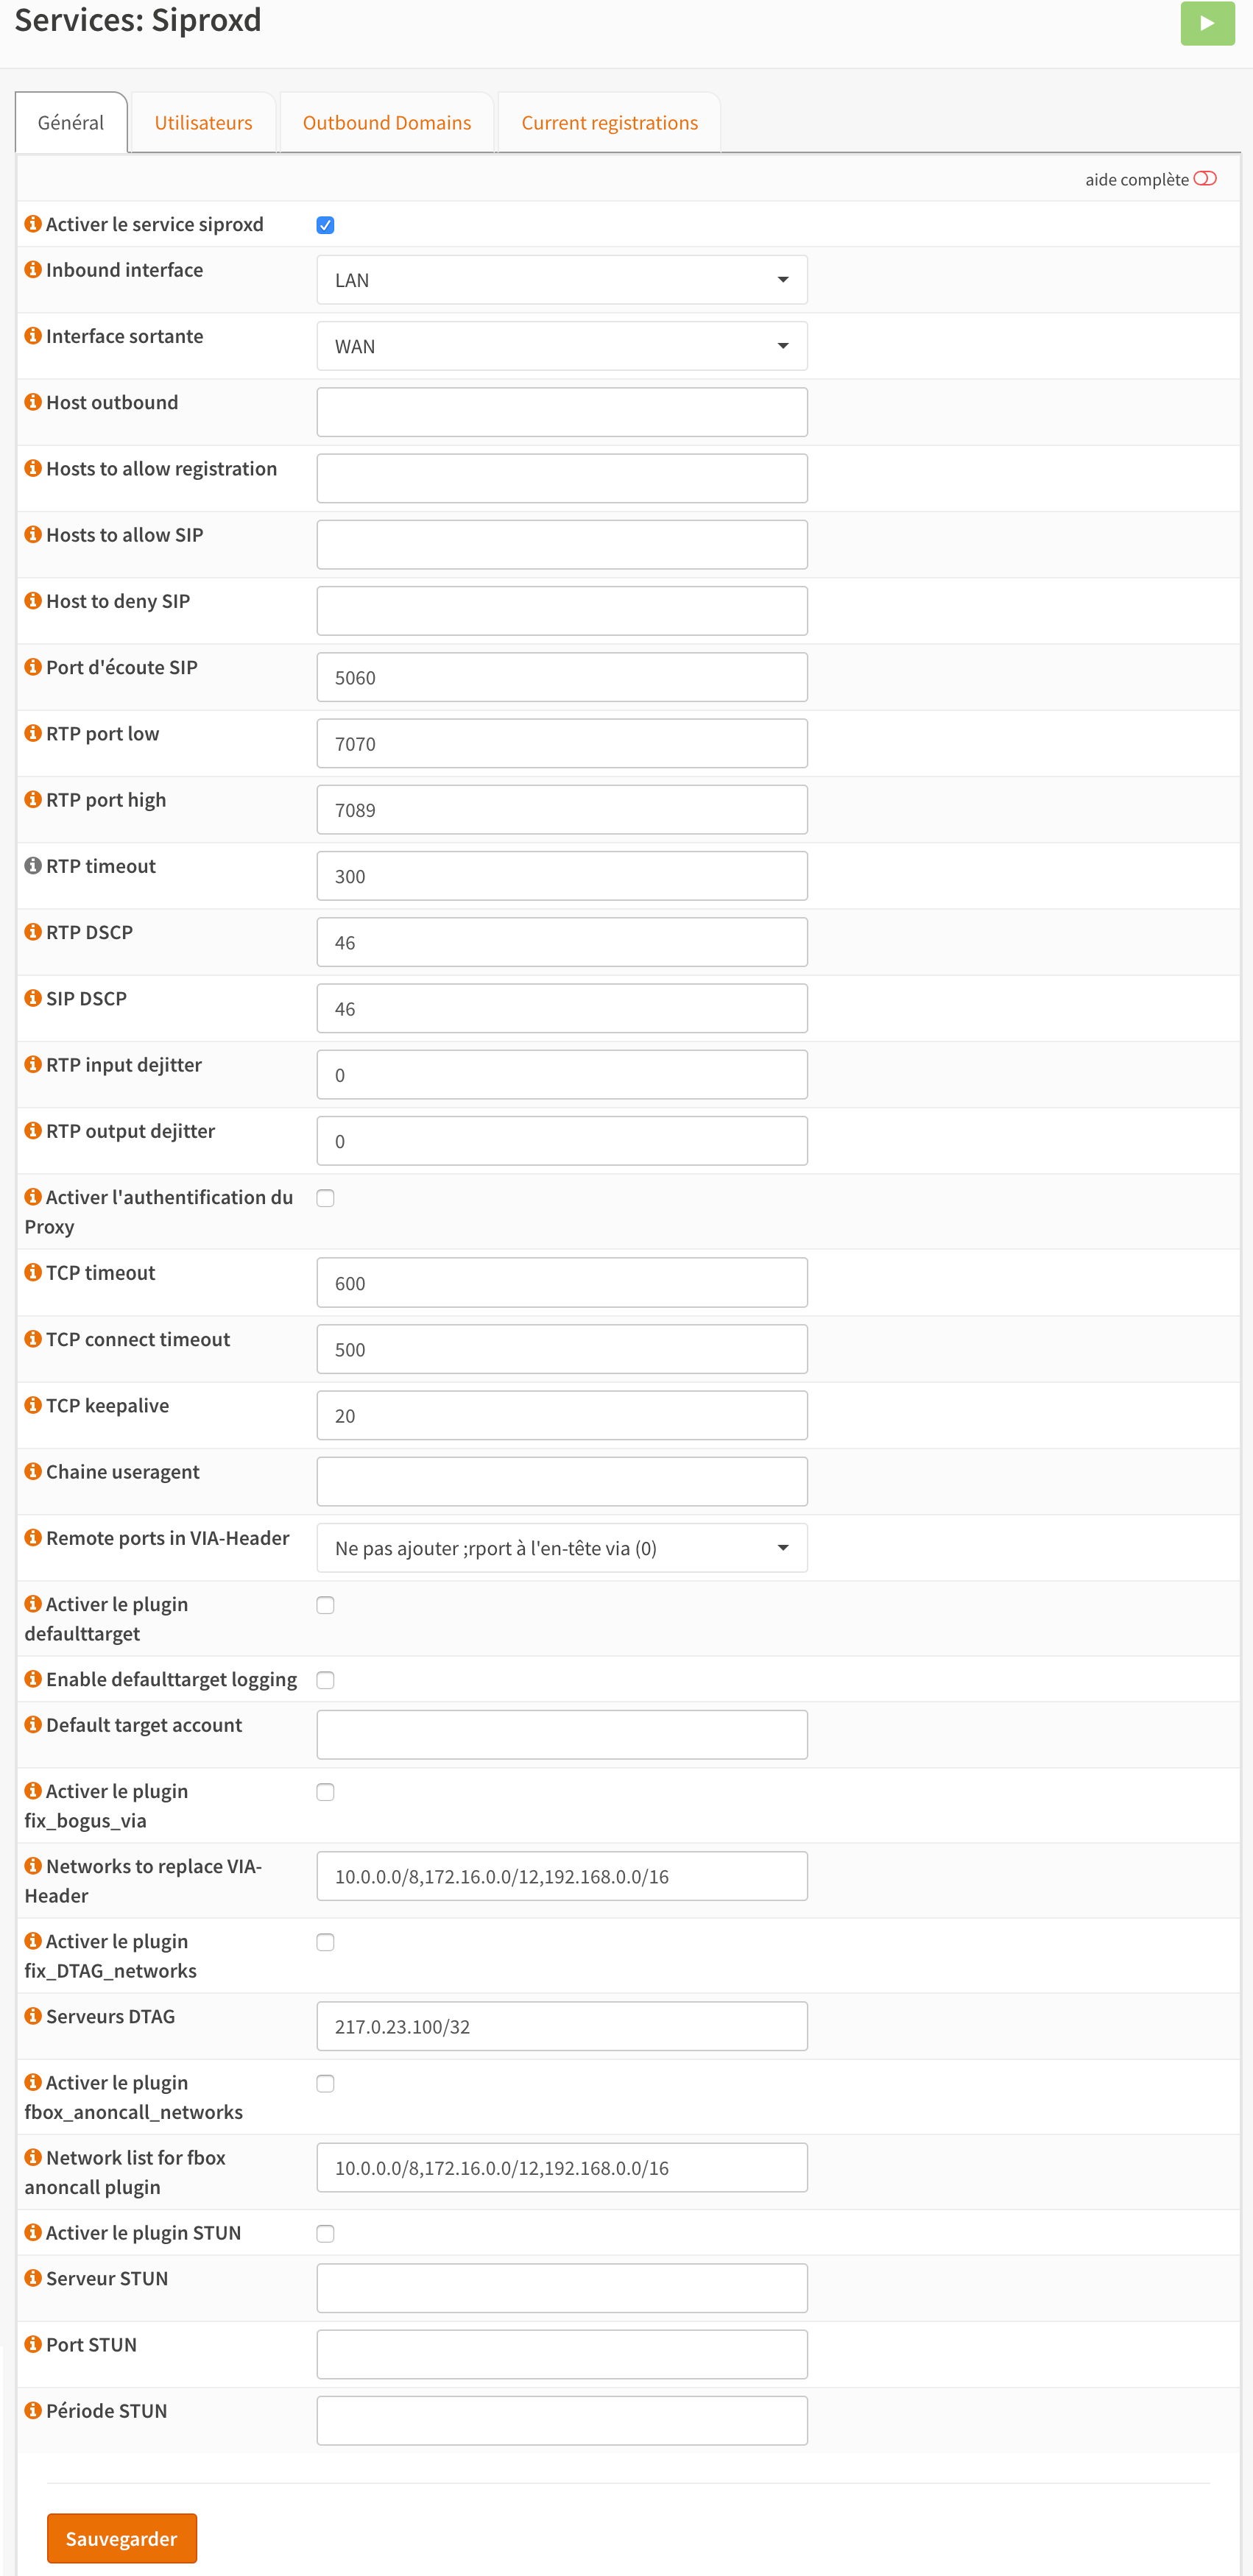 Services: Siproxd
Général
Utilisateurs
Outbound Domains
Current registrations
aide complète
Activer le service siproxd
Inbound interface
LAN
Interface sortante
WAN
Host outbound
Hosts to allow registration
Hosts to allow SIP
Host to deny SIP
Port d'écoute SIP
5060
RTP port low
7070
RTP port high
7089
RTP timeout
300
RTP DSCP
46
SIP DSCP
46
RTP input dejitter
0
RTP output dejitter
0
Activer l'authentification du
Proxy
TCP timeout
600
TCP connect timeout
500
TCP keepalive
20
Chaine useragent
Remote ports in VIA-Header
Ne pas ajouter ;rport à l'en-tête via (0)
Activer le plugin
defaulttarget
Enable defaulttarget logging
Default target account
Activer le plugin
fix_bogus_via
Networks to replace VIA-
Header
10.0.0.0/8,172.16.0.0/12,192.168.0.0/16
Activer le plugin
fix_DTAG_networks
Serveurs DTAG
217.0.23.100/32
Activer le plugin
fbox_anoncall_networks
Network list for fbox
anoncall plugin
10.0.0.0/8,172.16.0.0/12,192.168.0.0/16
Activer le plugin STUN
Serveur STUN
Port STUN
Période STUN
Sauvegarder